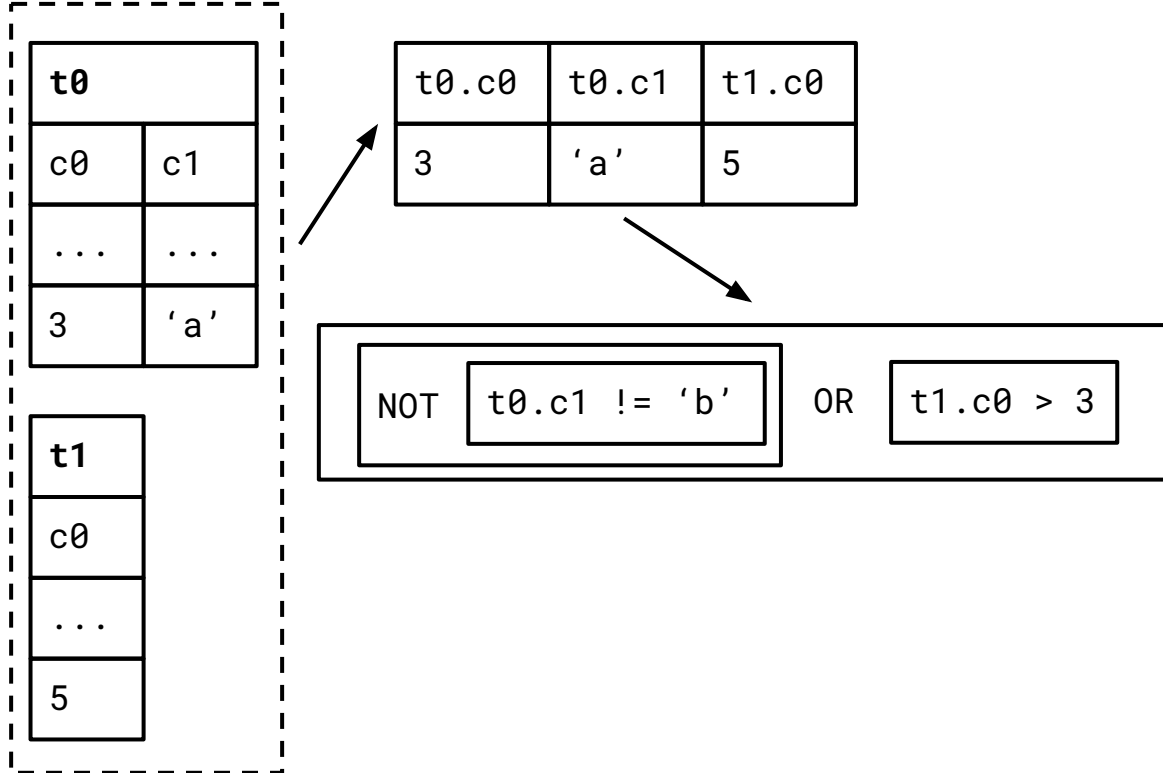 t0
c0 c1
... ...
3 ‘a’
t1
c0
...
5
t0.c0 t0.c1 t1.c0
3 ‘a’ 5
NOT t0.c1 != ‘b’ OR t1.c0 > 3